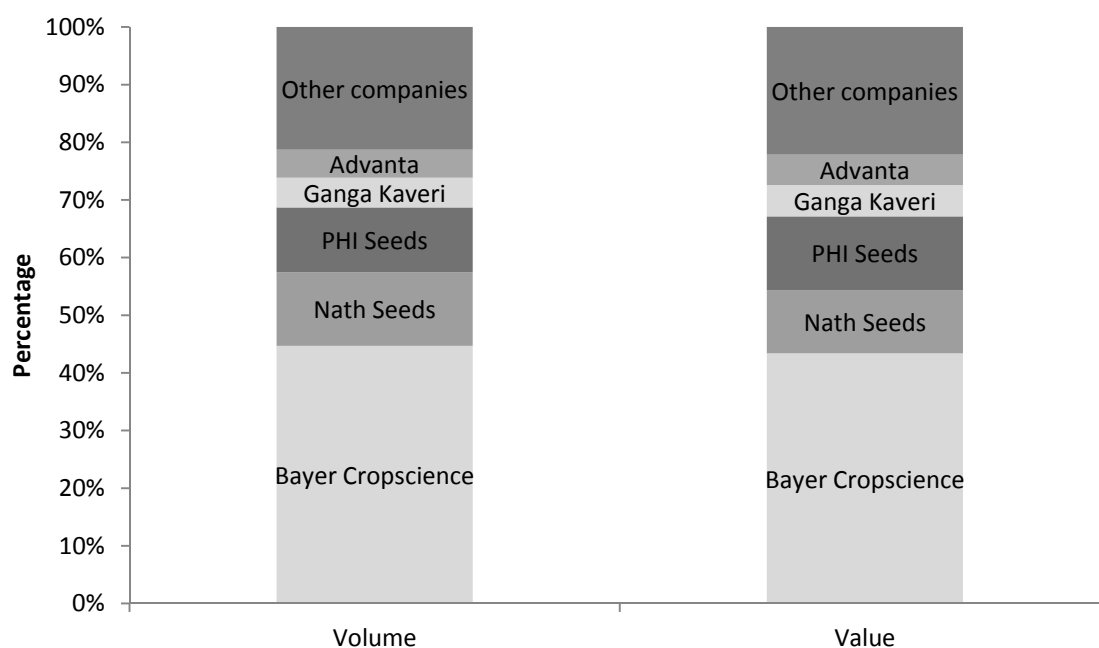 100%
90%
80%
70%
60%
50%
40%
30%
20%
10%
0%
Percentage
Other companies
Advanta
Ganga Kaveri
PHI Seeds
Nath Seeds
Bayer Cropscience
Other companies
Advanta
Ganga Kaveri
PHI Seeds
Nath Seeds
Bayer Cropscience
Volume
Value